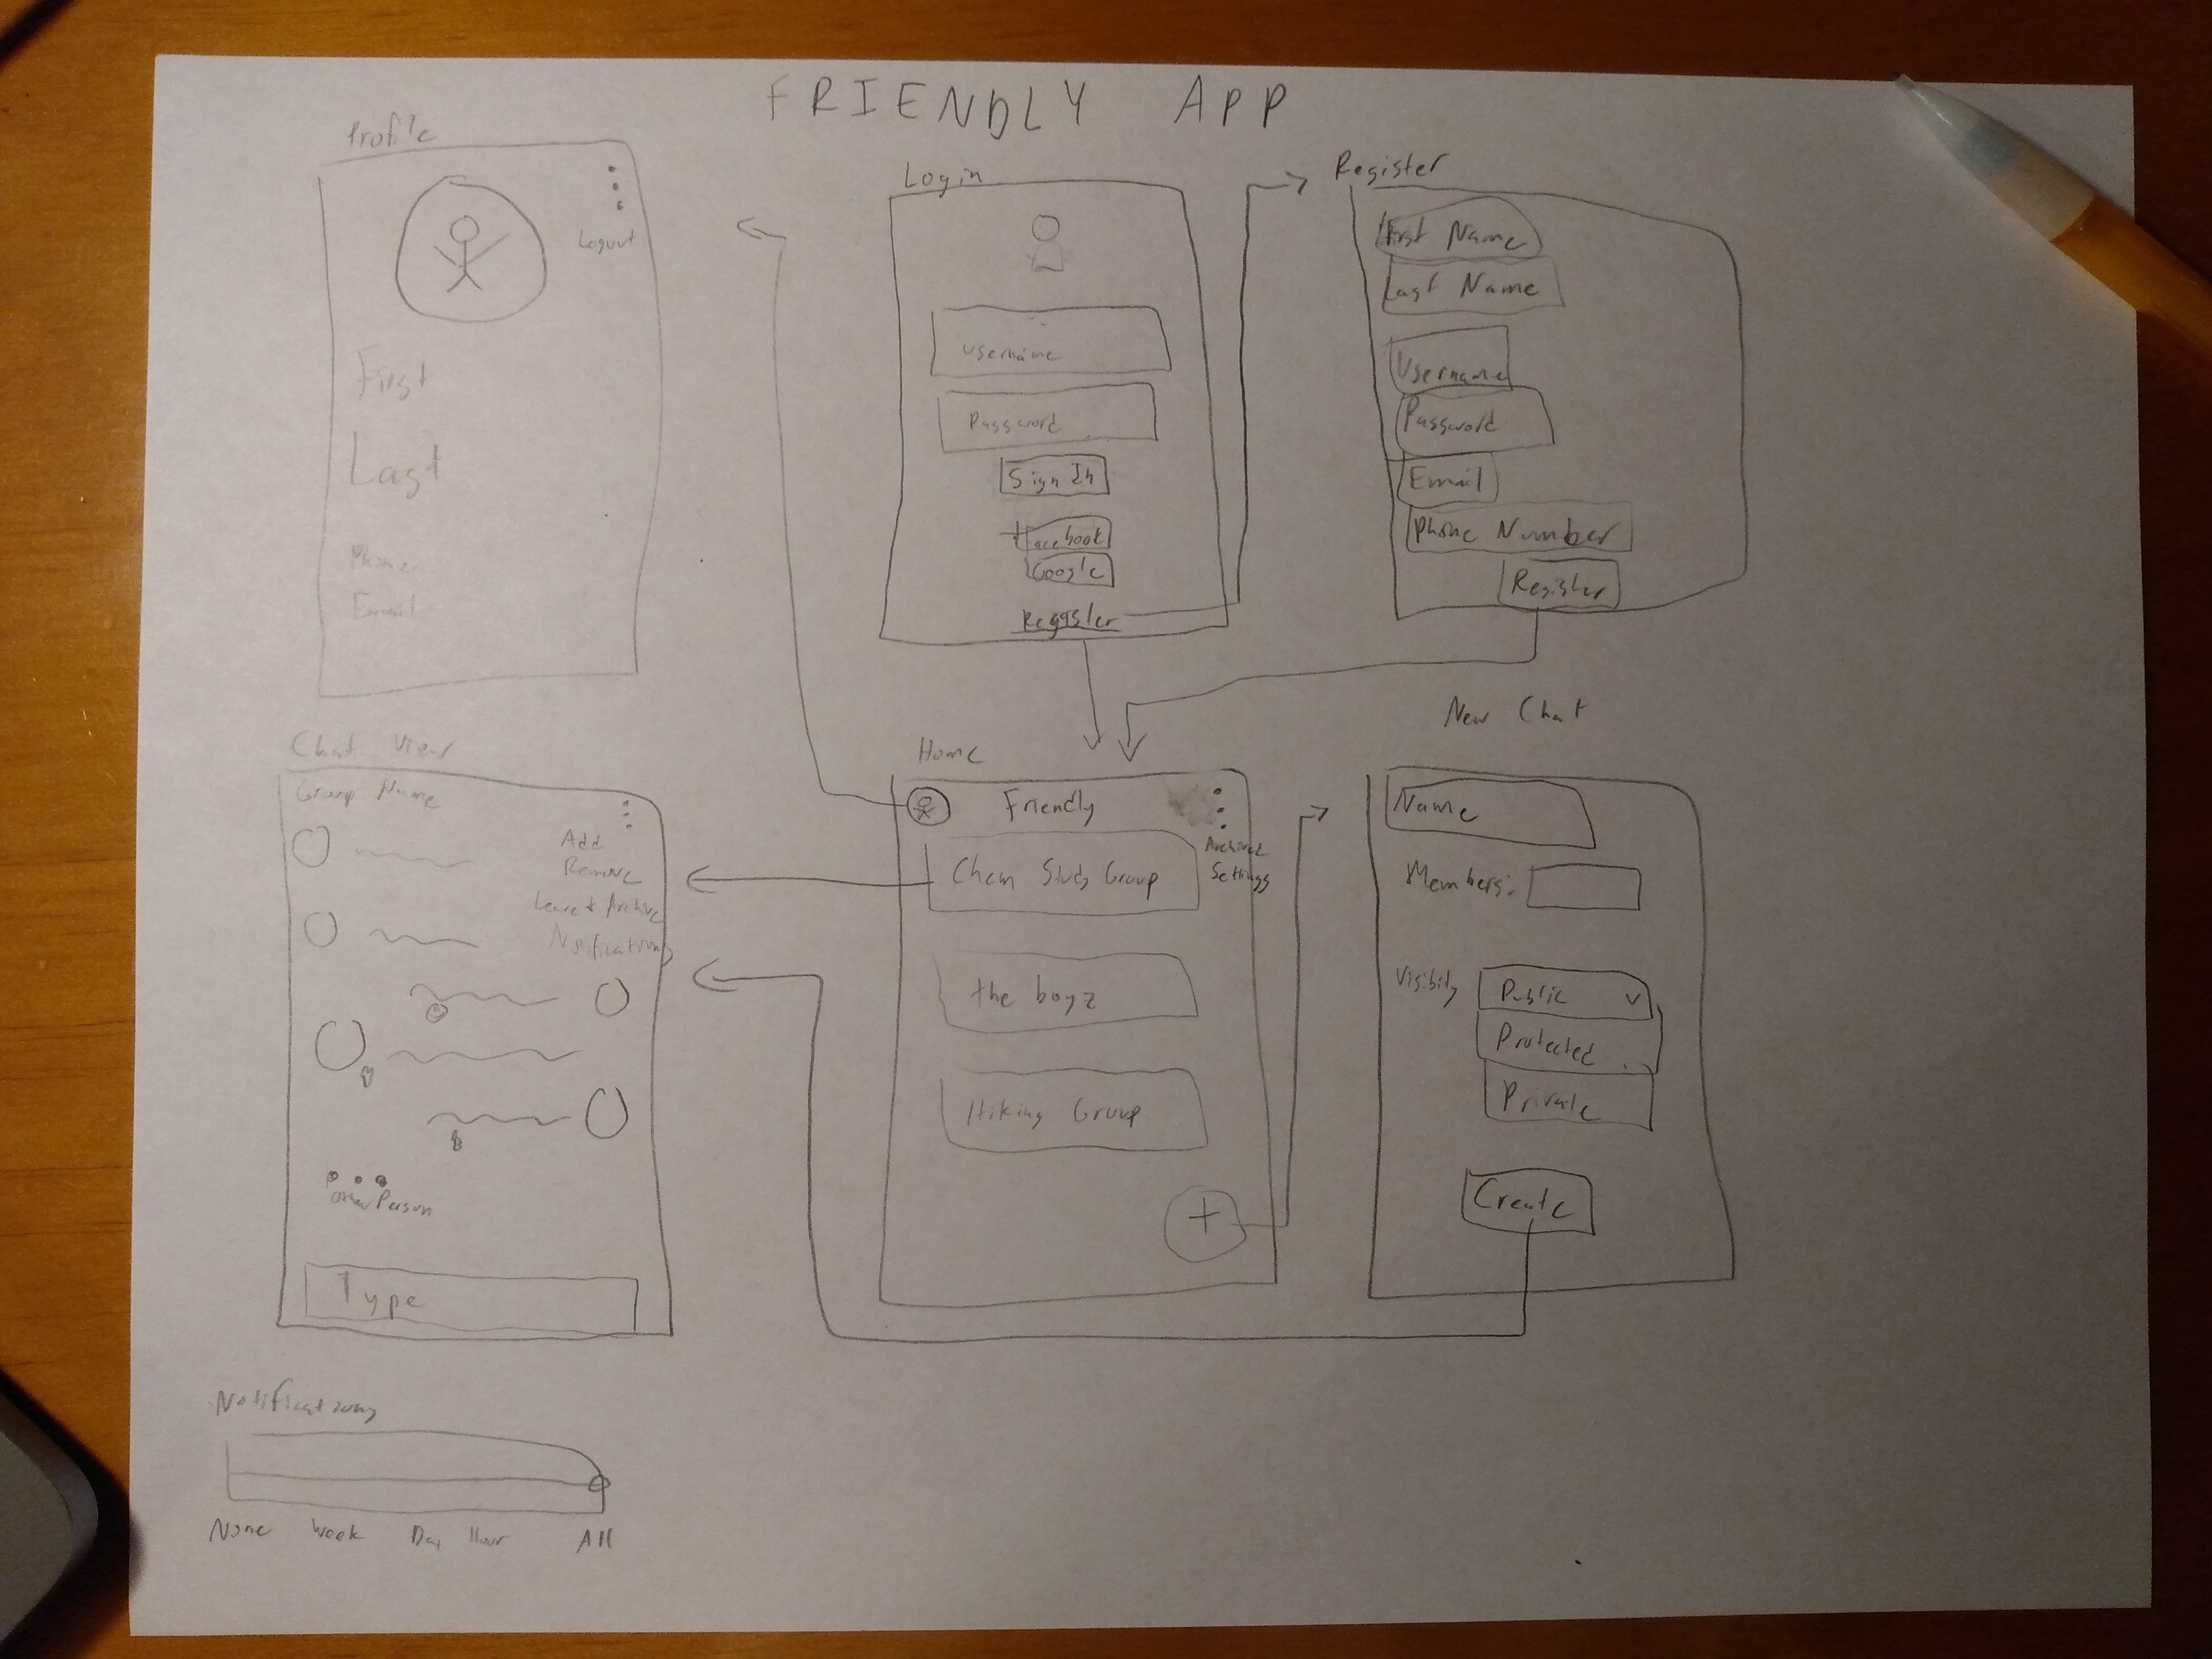 FRIENDLY APP
Profile
Logout
First
Last
Phone
Email
Login
Username
Password
Sign In
Facebook
Google
Reggster
Register
First Name
Last Name
Username
Password
Email
Phone Number
Register
Chat View
Group Name
Add
Remove
Leave & Archive
Notifications
Other Person
Type
Home
Friendly
Archived
Settings
Chem Study Group
the boyz
Hiking Group
+
New Chat
Name
Members:
Visibility
Public v
Protected
Private
Create
Notifications
None Week Day Hour All